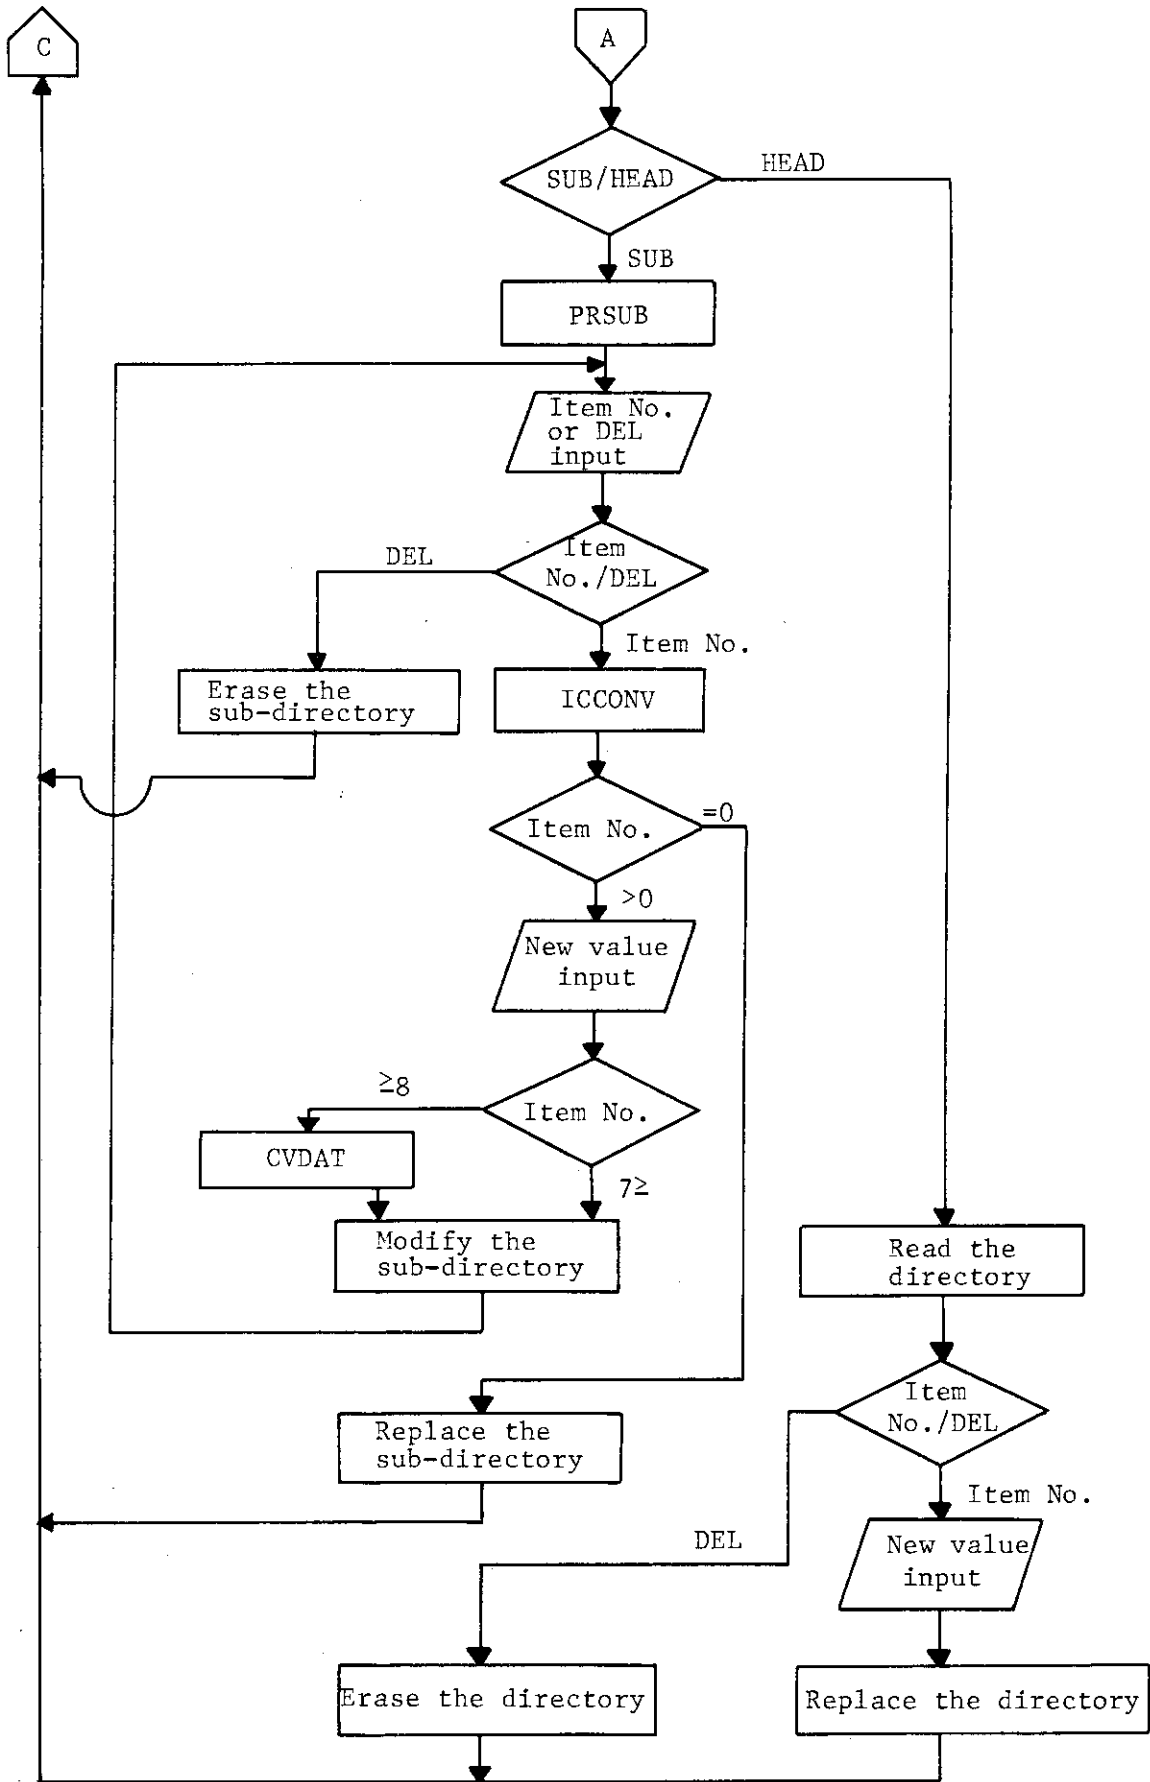 C
A
SUB/HEAD
HEAD
SUB
PRSUB
Item No.
or DEL
input
DEL
Item
No./DEL
Item No.
Erase the
sub-directory
ICCONV
Item No.
=0
>0
New value
input
≥8
Item No.
CVDAT
7≥
Modify the
sub-directory
Read the
directory
Item
No./DEL
Replace the
sub-directory
Item No.
DEL
New value
input
Erase the directory
Replace the directory